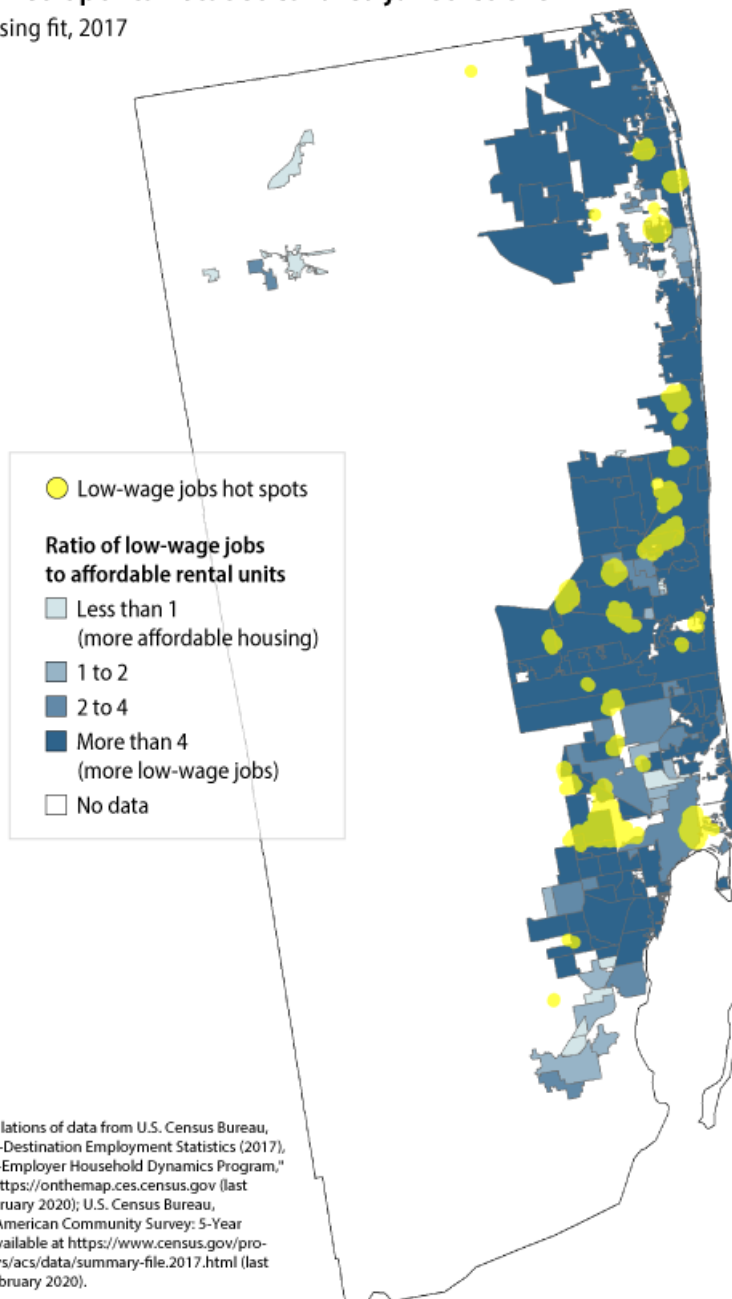 sing fit, 2017
Low-wage jobs hot spots
Ratio of low-wage jobs
to affordable rental units
Less than 1
(more affordable housing)
1 to 2
2 to 4
More than 4
(more low-wage jobs)
No data
lations of data from U.S. Census Bureau,
-Destination Employment Statistics (2017),
-Employer Household Dynamics Program,"
ttps://onthemap.ces.census.gov (last
ruary 2020); U.S. Census Bureau,
American Community Survey: 5-Year
vailable at https://www.census.gov/pro-
ys/acs/data/summary-file.2017.html (last
bruary 2020).